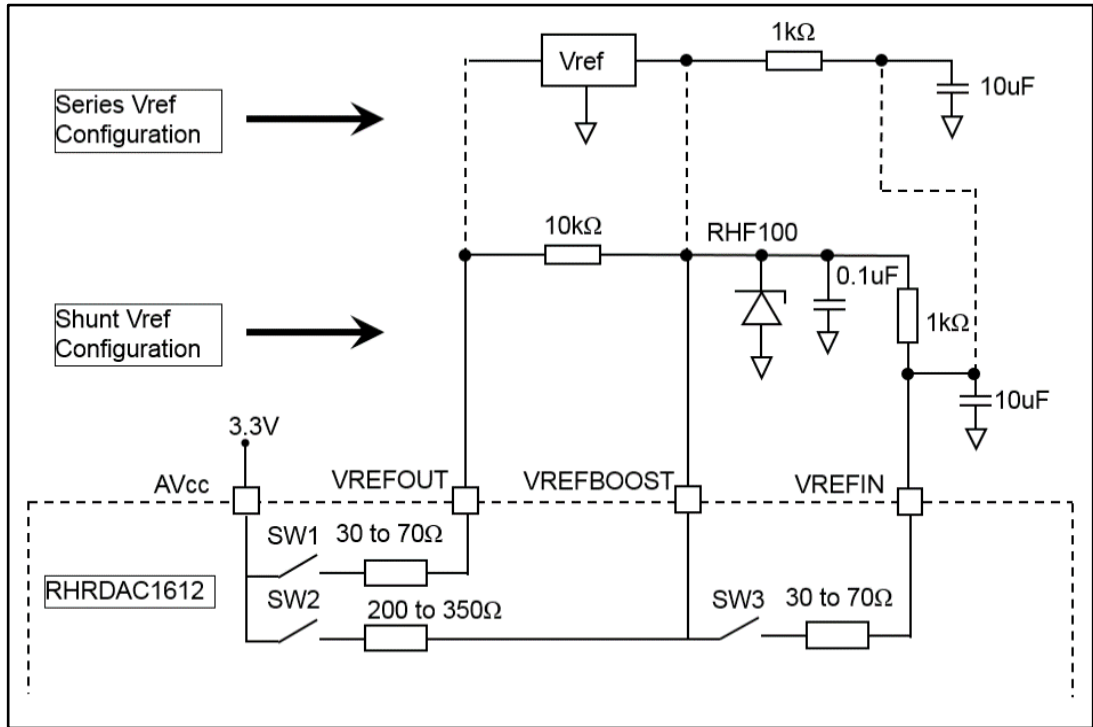 1kΩ
Vref
10uF
Series Vref
Configuration
10kΩ
RHF100
0.1uF
Shunt Vref
Configuration
1kΩ
10uF
3.3V
AVcc
VREFOUT
VREFBOOST
VREFIN
SW1
30 to 70Ω
RHRDAC1612
SW2
200 to 350Ω
SW3
30 to 70Ω